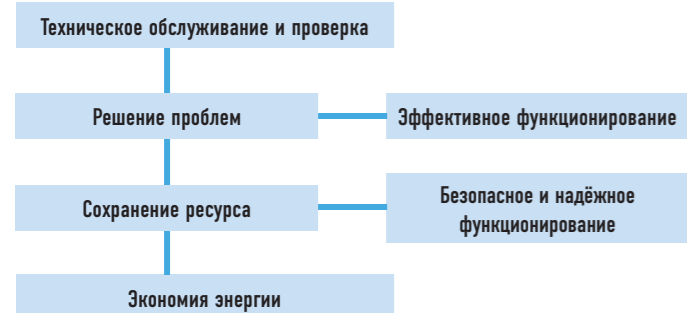 Техническое обслуживание и проверка
Решение проблем
Эффективное функционирование
Сохранение ресурса
Безопасное и надёжное
функционирование
Экономия энергии